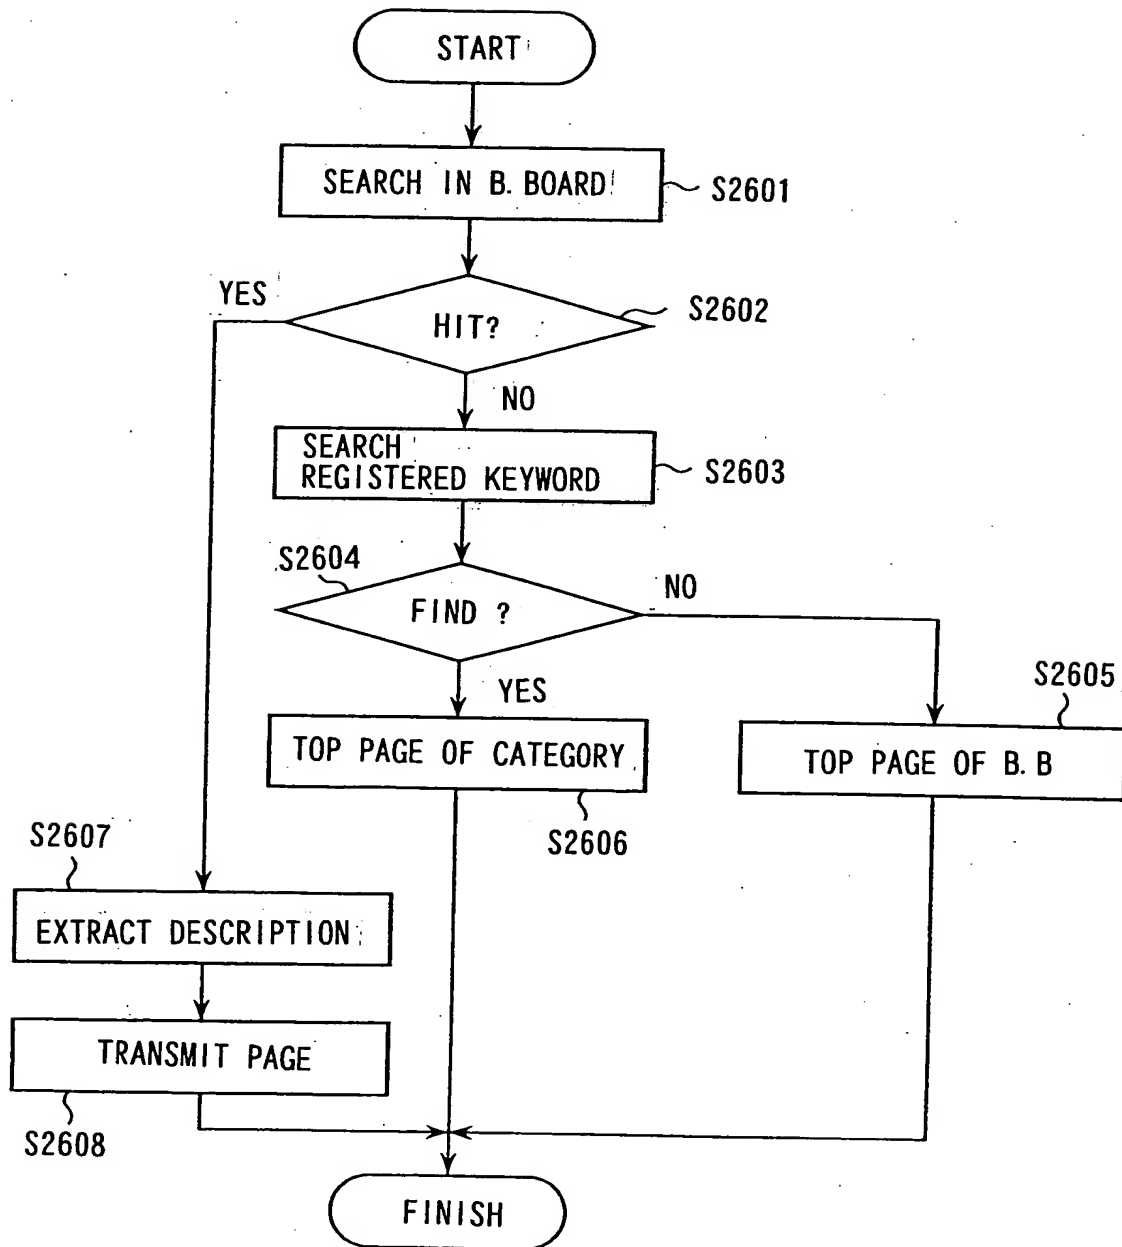 START
SEARCH IN B. BOARD
S2601
YES
S2602
HIT?
NO
SEARCH
REGISTERED KEYWORD
S2603
S2604
FIND ?
NO
YES
S2605
TOP PAGE OF CATEGORY
TOP PAGE OF B. B
S2606
S2607
EXTRACT DESCRIPTION
TRANSMIT PAGE
S2608
FINISH